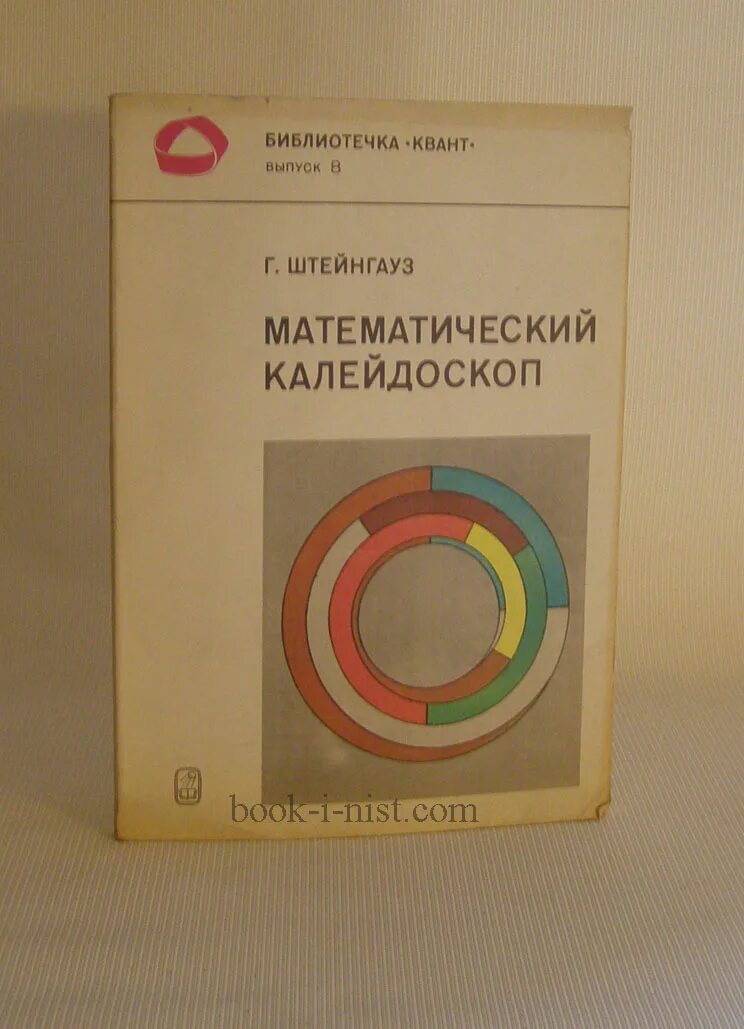 БИБЛИОТЕЧКА •КВАНТ•
ВЫПУСК 8
Г. ШТЕЙНГАУЗ
МАТЕМАТИЧЕСКИЙ
КАЛЕЙДОСКОП
book-i-nist.com